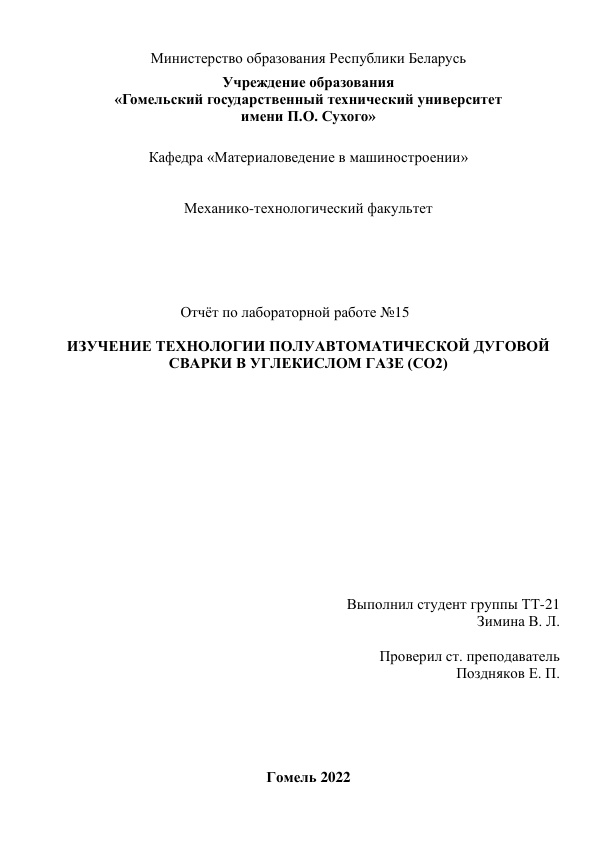 Министерство образования Республики Беларусь
Учреждение образования
«Гомельский государственный технический университет
имени П.О. Сухого»
Кафедра «Материаловедение в машиностроении»
Механико-технологический факультет
Отчёт по лабораторной работе №15
ИЗУЧЕНИЕ ТЕХНОЛОГИИ ПОЛУАВТОМАТИЧЕСКОЙ ДУГОВОЙ
СВАРКИ В УГЛЕКИСЛОМ ГАЗЕ (СО2)
Выполнил студент группы ТТ-21
Зимина В. Л.
Проверил ст. преподаватель
Поздняков Е. П.
Гомель 2022